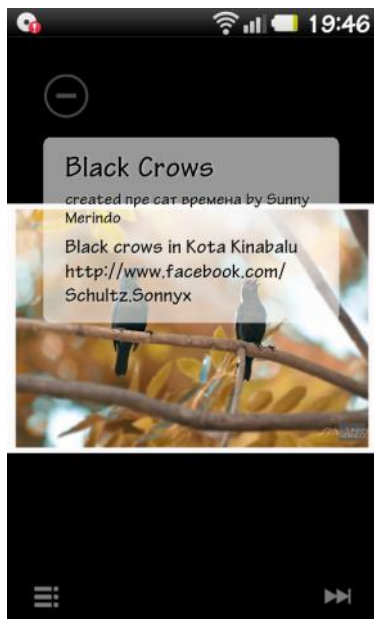 19:46
Black Crows
created пре сат времена by Sunny
Merindo
Black crows in Kota Kinabalu
http://www.facebook.com/
Schultz.Sonnyx